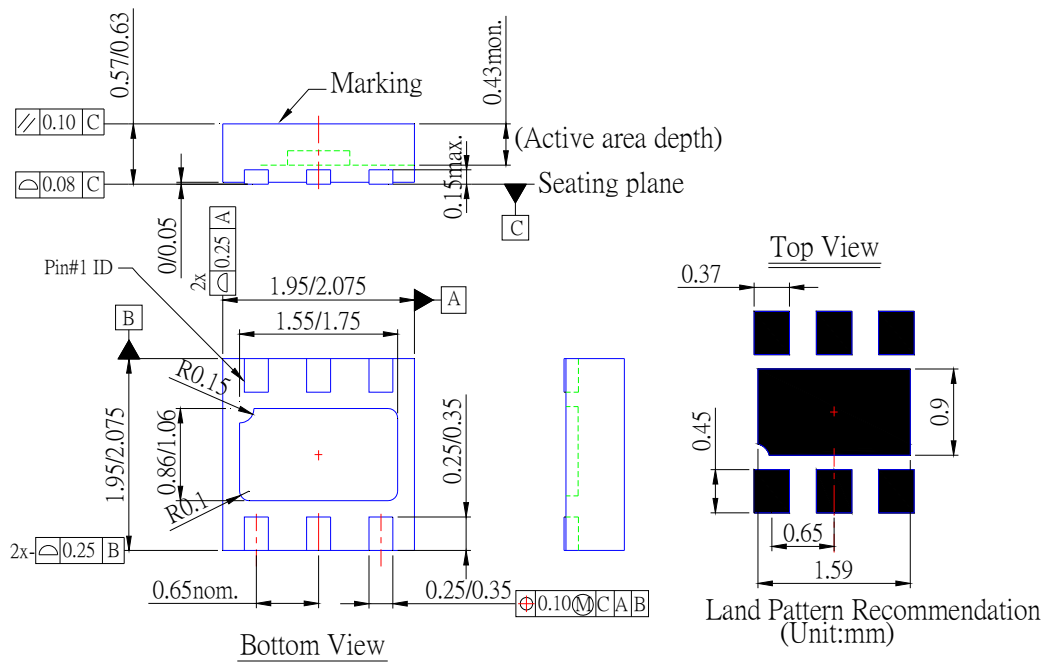 0.57/0.63
Marking
0.43mon.
// 0.10 C
(Active area depth)
0.15max.
⌓ 0.08 C
Seating plane
C
0/0.05
2x ⌓ 0.25 A
Pin#1 ID
1.95/2.075
A
B
1.55/1.75
R0.15
1.95/2.075
0.86/1.06
0.25/0.35
R0.1
2x-⌓ 0.25 B
0.65nom.
0.25/0.35
⌖ 0.10 Ⓜ C A B
Bottom View
Top View
0.37
0.9
0.45
0.65
1.59
Land Pattern Recommendation
(Unit:mm)